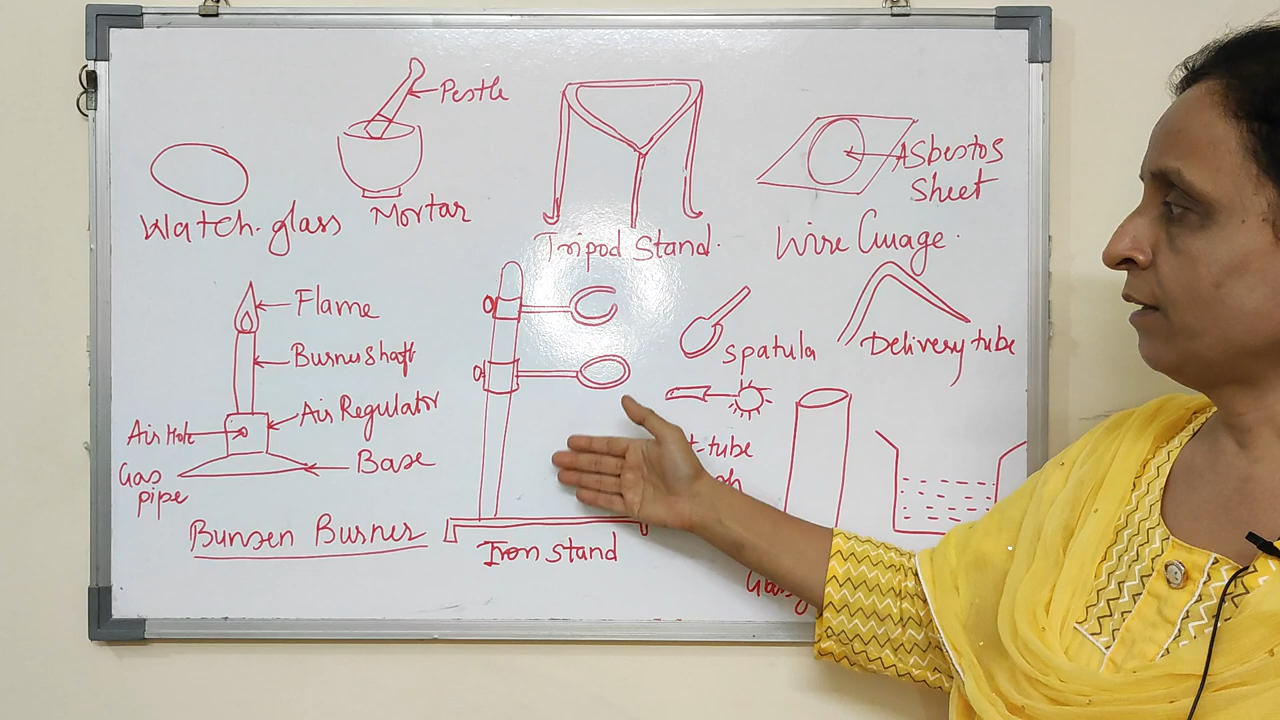 Pestle
Watch-glass
Mortar
Tripod Stand.
Asbestos
Sheet
Wire Guage.
Flame
Burner Shaft
Air Regulator
Air Hole
Base
Gas
pipe
Bunsen Burner
Iron Stand
Spatula
Delivery tube
t-tube